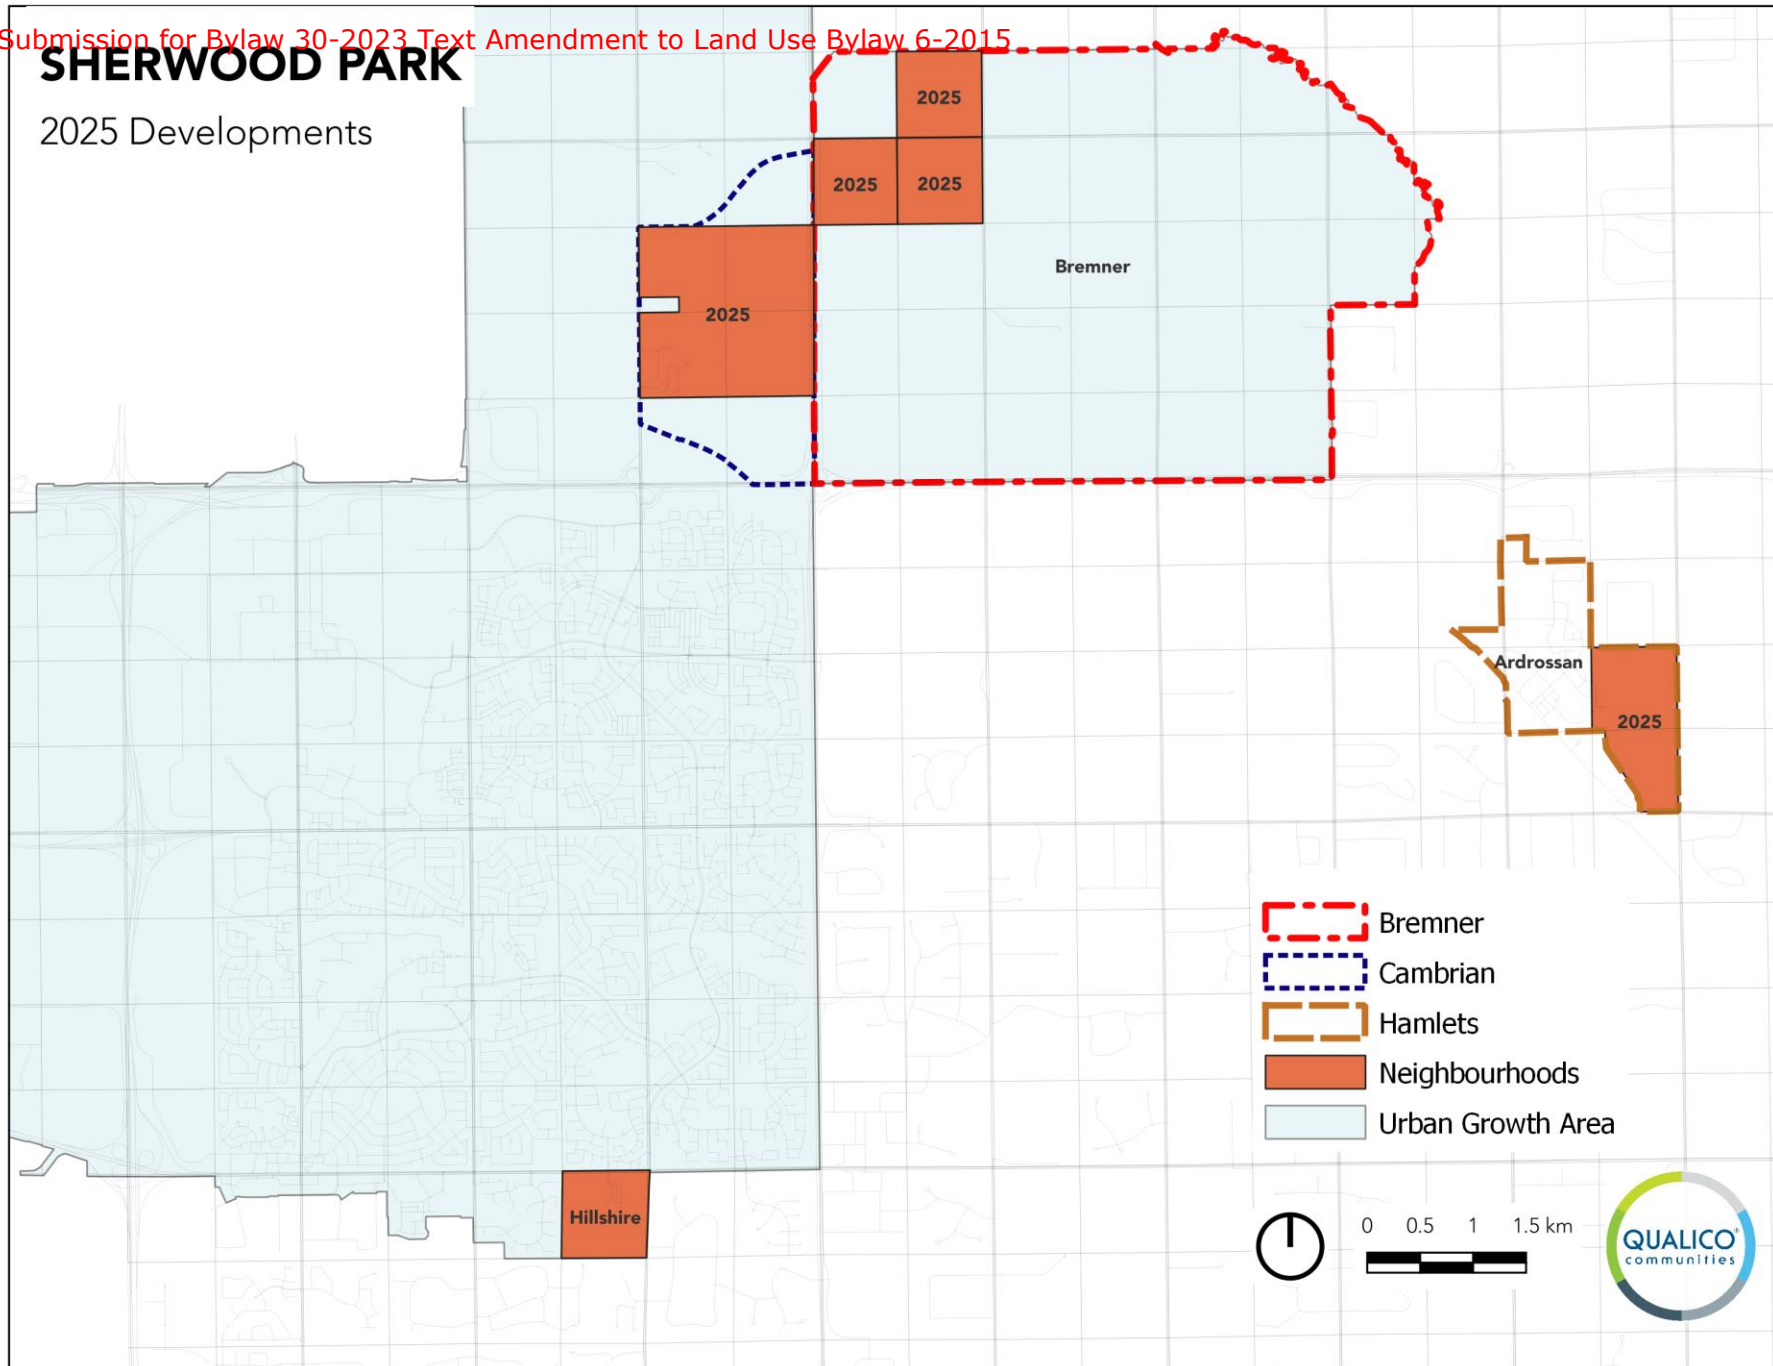 Submission for Bylaw 30-2023 Text Amendment to Land Use Bylaw 6-2015
SHERWOOD PARK
2025 Developments
2025
2025
2025
Bremner
2025
Ardrossan
2025
Bremner
Cambrian
Hamlets
Neighbourhoods
Urban Growth Area
Hillshire
0 0.5 1 1.5 km
QUALICO®
communities